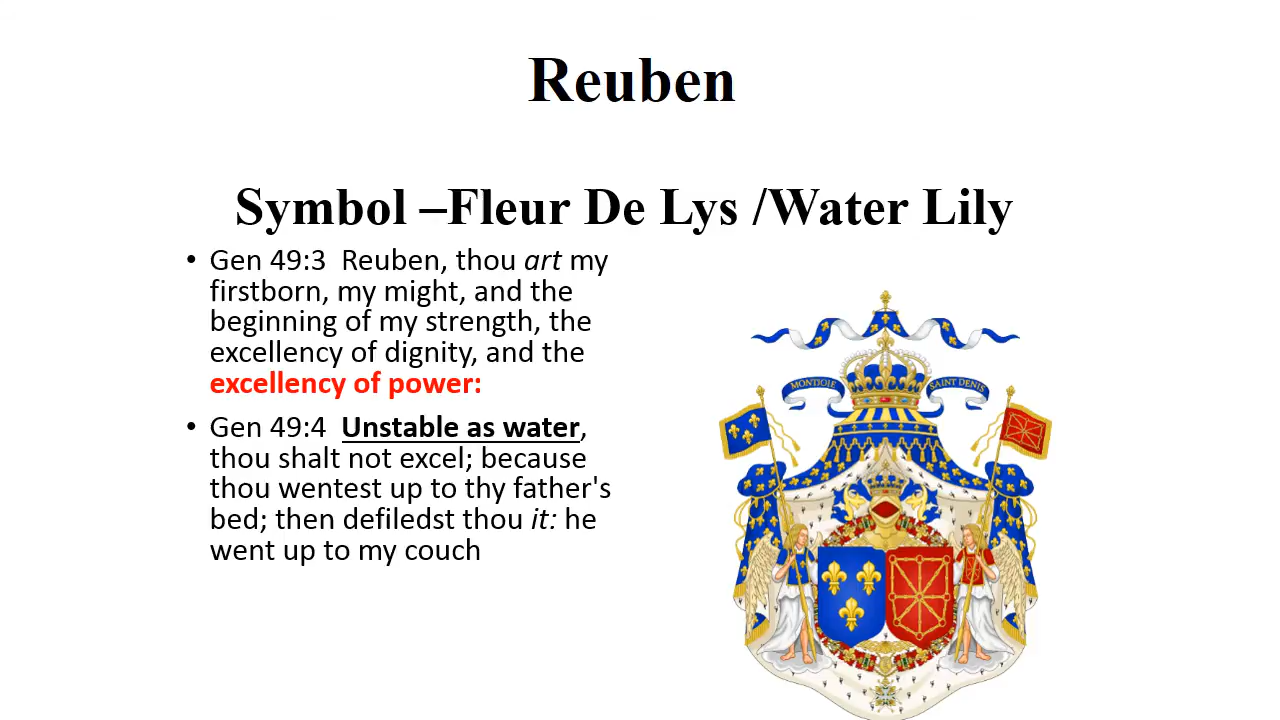 Reuben
Symbol –Fleur De Lys /Water Lily
• Gen 49:3  Reuben, thou art my
firstborn, my might, and the
beginning of my strength, the
excellency of dignity, and the
excellency of power:
• Gen 49:4  Unstable as water,
thou shalt not excel; because
thou wentest up to thy father's
bed; then defiledst thou it: he
went up to my couch
MONTJOIE
SAINT DENIS